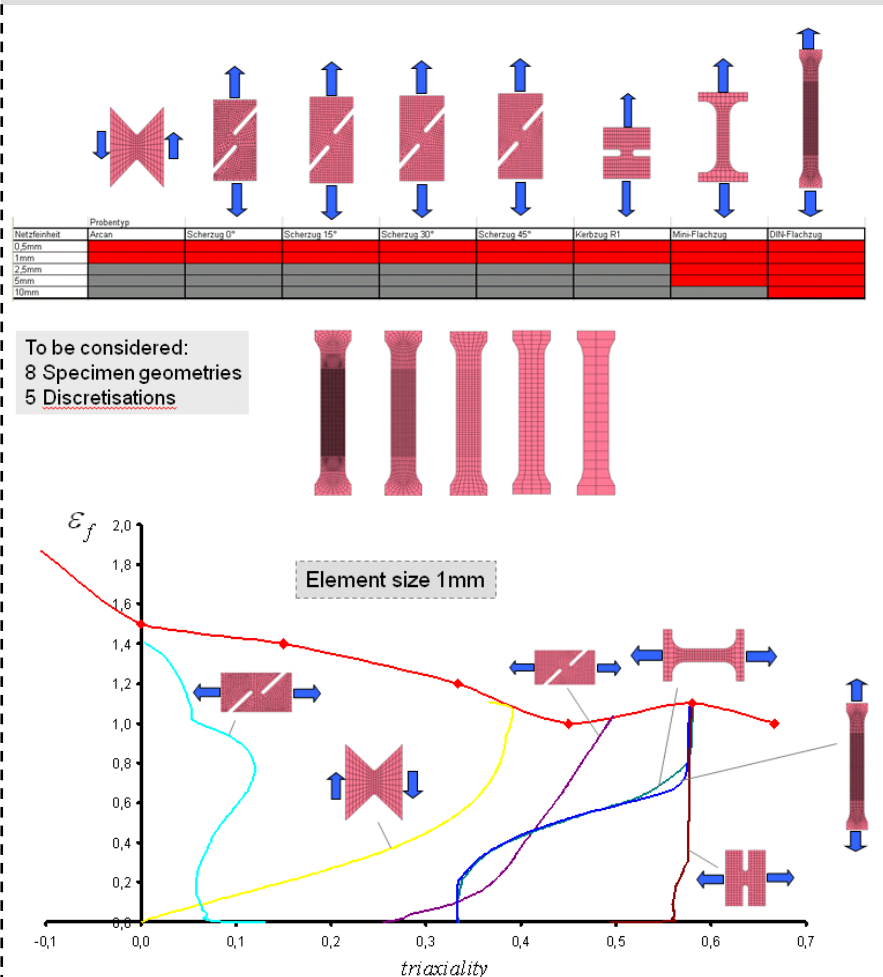 Probentyp
Netzfeinheit Arcan Scherzug 0° Scherzug 15° Scherzug 30° Scherzug 45° Kerbzug R1 Mini-Flachzug DIN-Flachzug
0,5mm
1mm
2,5mm
5mm
10mm
To be considered:
8 Specimen geometries
5 Discretisations
εf
2,0
1,8
1,6
1,4
1,2
1,0
0,8
0,6
0,4
0,2
0,0
Element size 1mm
-0,1 0,0 0,1 0,2 0,3 0,4 0,5 0,6 0,7
triaxiality